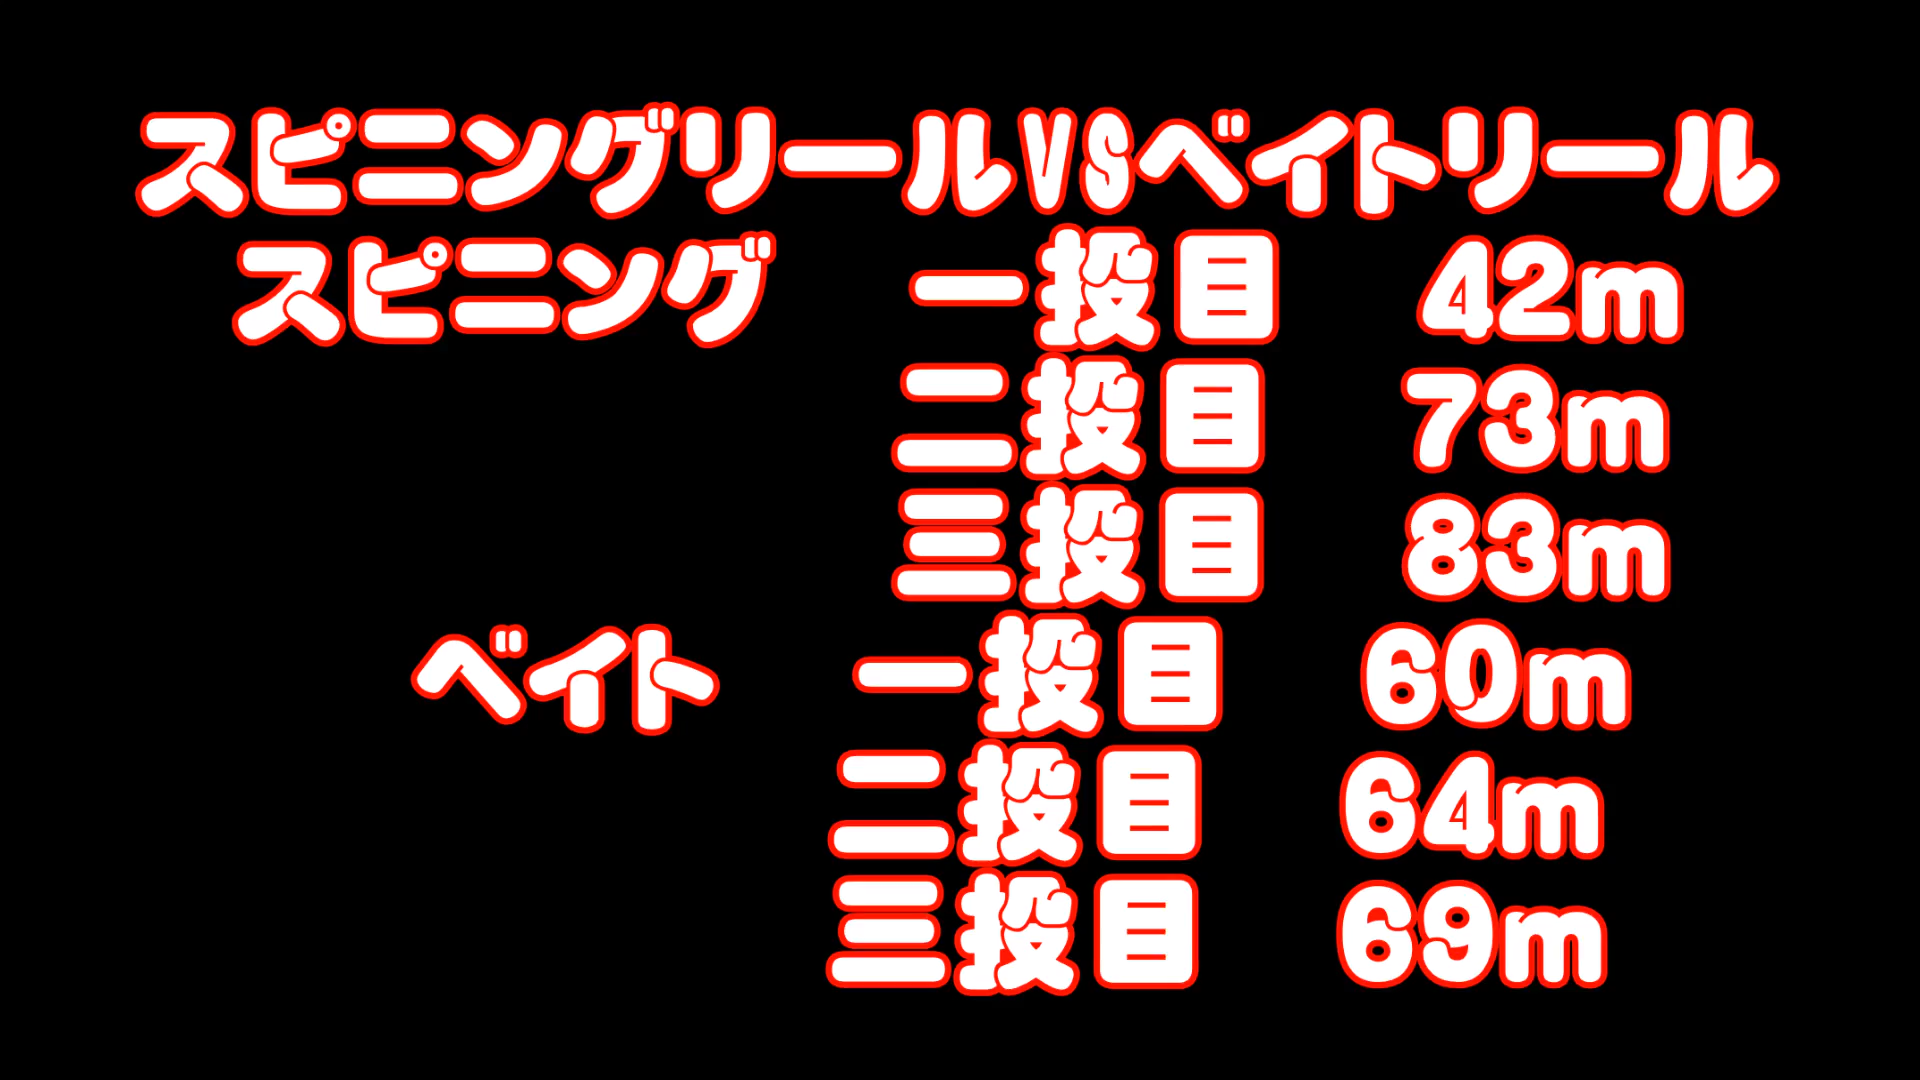 スピニングリールVSベイトリール
スピニング 一投目 42m
二投目 73m
三投目 83m
ベイト 一投目 60m
二投目 64m
三投目 69m